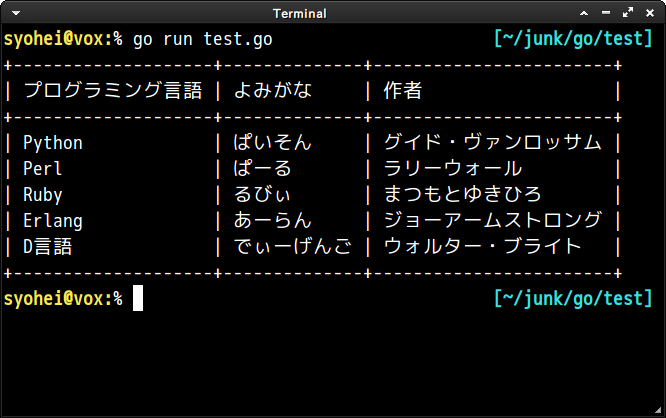 Terminal
syohei@vox:% go run test.go [~/junk/go/test]
+--------------------+--------------+------------------------+
| プログラミング言語 | よみがな     | 作者                   |
+--------------------+--------------+------------------------+
| Python             | ぱいそん     | グイド・ヴァンロッサム |
| Perl               | ぱーる       | ラリーウォール         |
| Ruby               | るびぃ       | まつもとゆきひろ       |
| Erlang             | あーらん     | ジョーアームストロング |
| D言語              | でぃーげんご | ウォルター・ブライト   |
+--------------------+--------------+------------------------+
syohei@vox:% [~/junk/go/test]